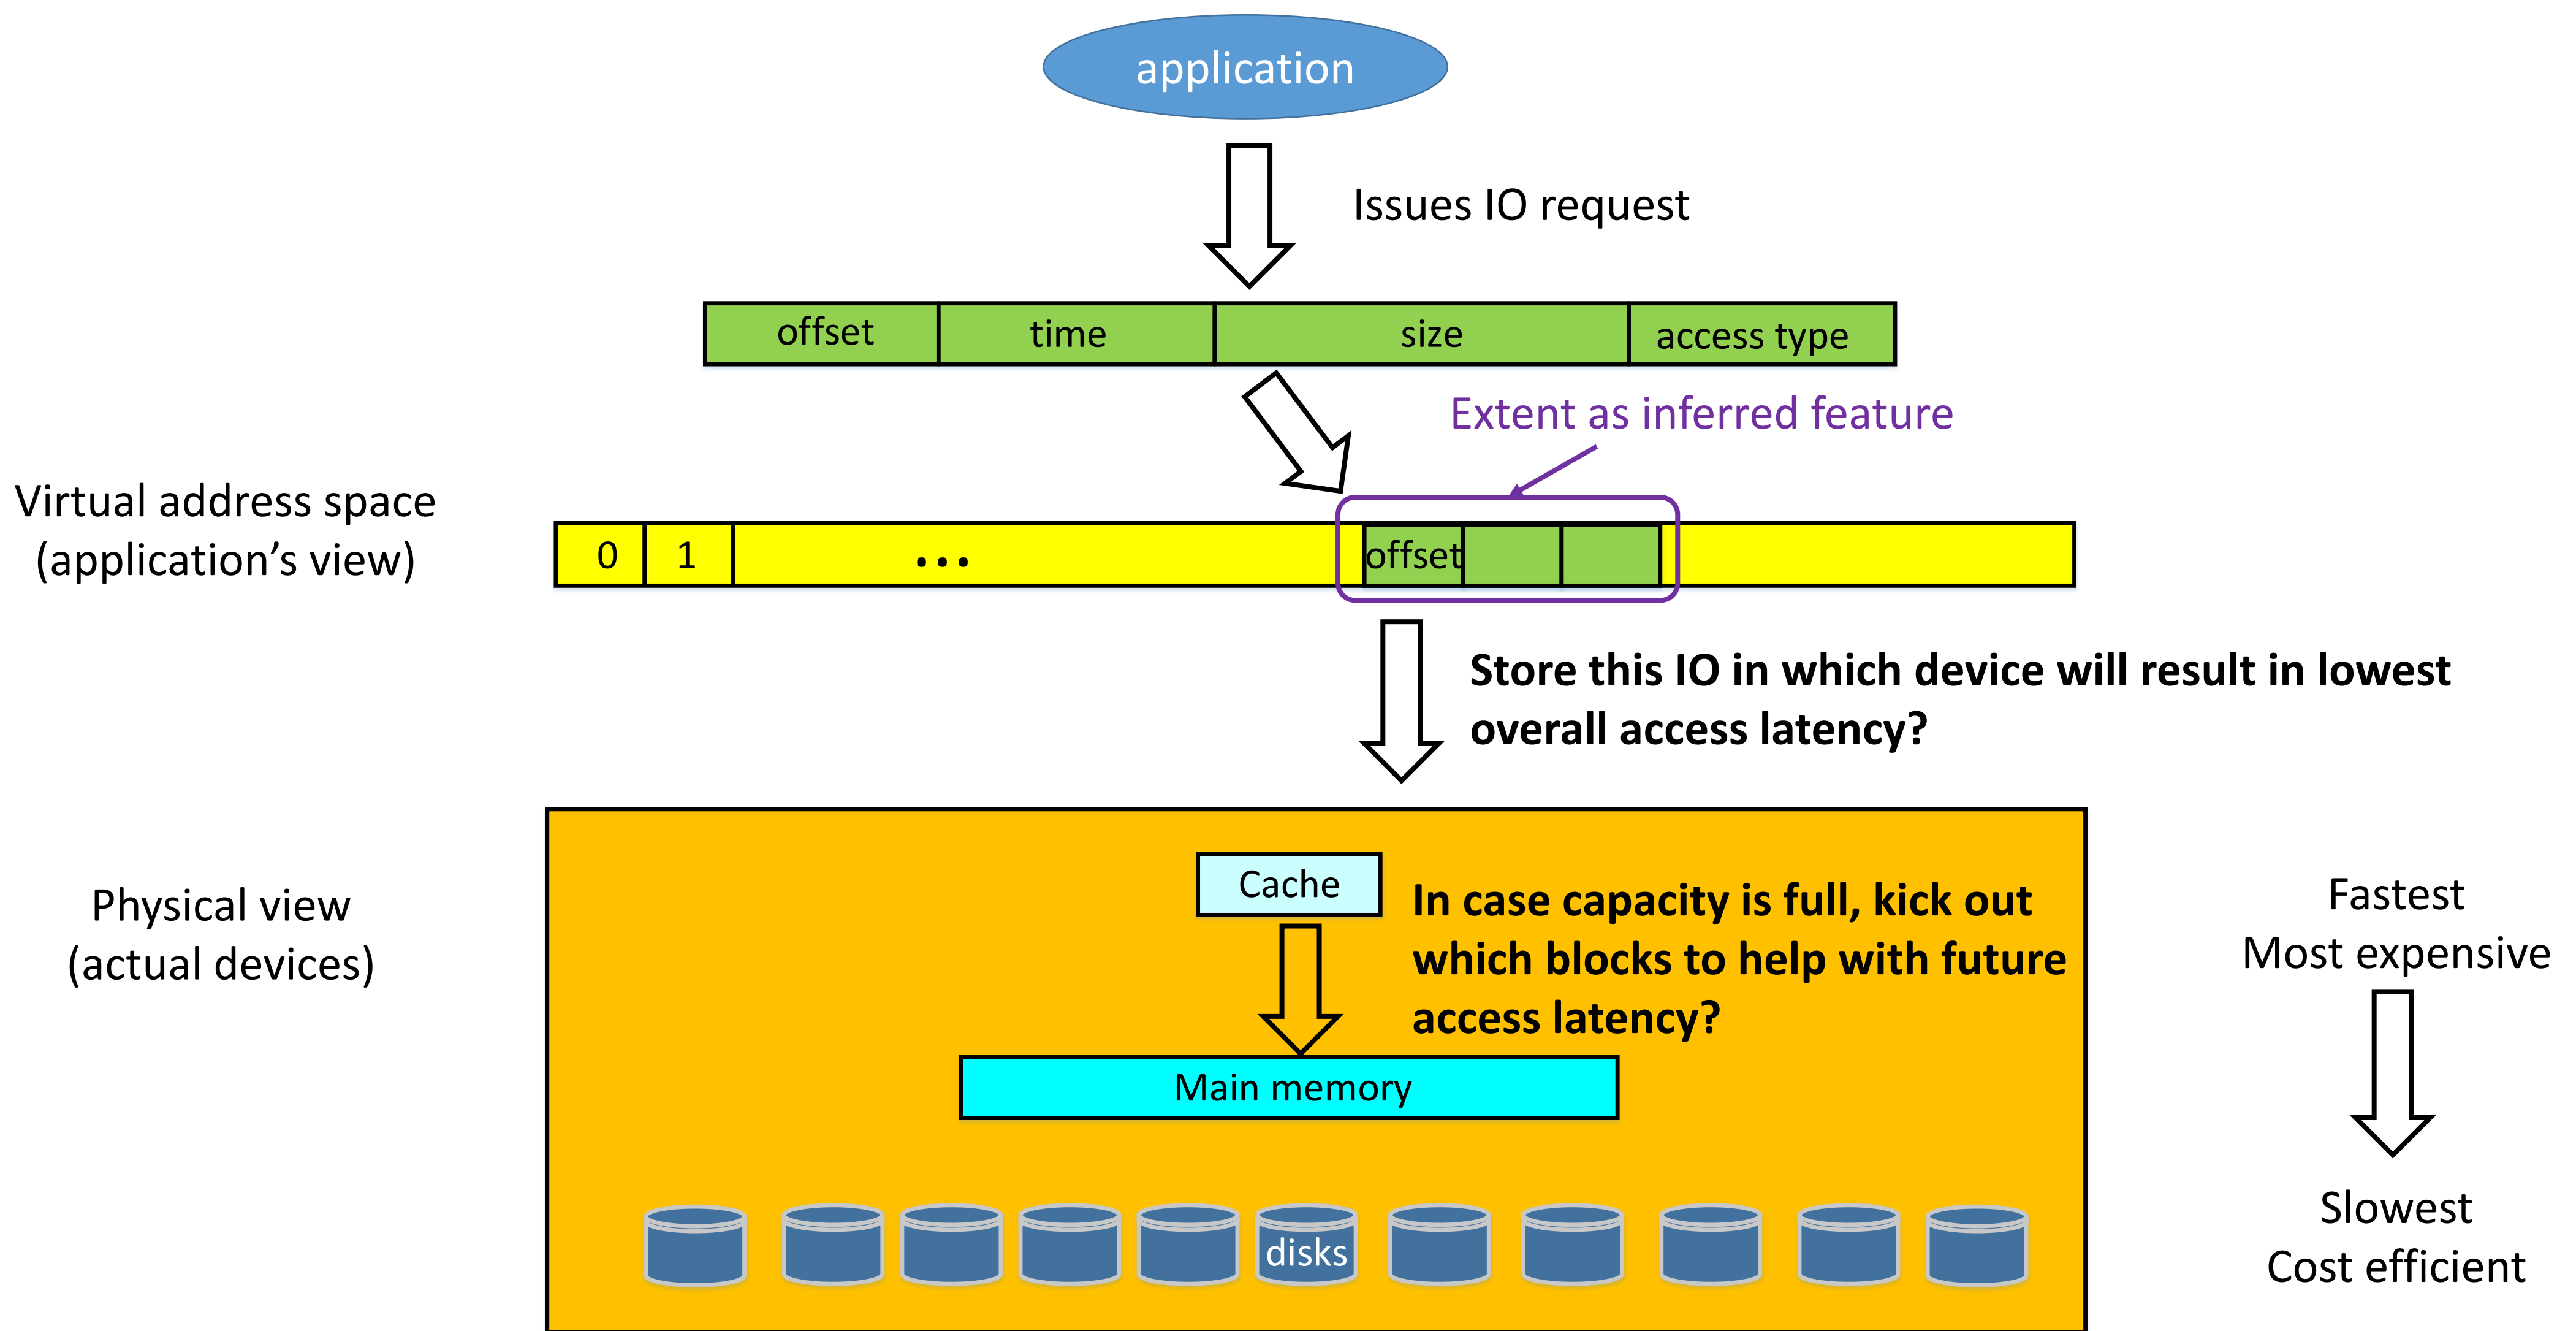 application
Issues IO request
offset
time
size
access type
Extent as inferred feature
Virtual address space
(application’s view)
0
1
...
offset
Store this IO in which device will result in lowest
overall access latency?
Physical view
(actual devices)
Cache
In case capacity is full, kick out
which blocks to help with future
access latency?
Main memory
disks
Fastest
Most expensive
Slowest
Cost efficient